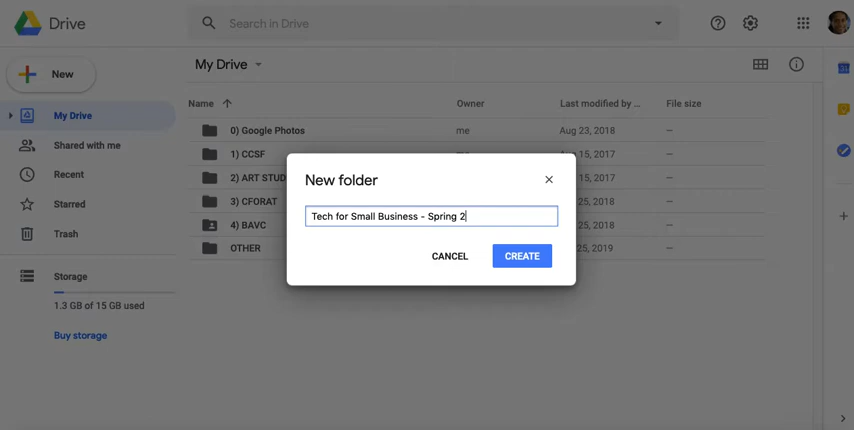 Drive
Search in Drive
New
My Drive
Name
Owner
Last modified by ...
File size
My Drive
0) Google Photos
me
Aug 23, 2018
—
Shared with me
1) CCSF
me
15, 2017
—
Recent
2) ART STUD
15, 2017
—
Starred
3) CFORAT
25, 2018
—
Trash
4) BAVC
25, 2018
—
OTHER
25, 2019
—
New folder
Tech for Small Business - Spring 2
CANCEL
CREATE
Storage
1.3 GB of 15 GB used
Buy storage
31